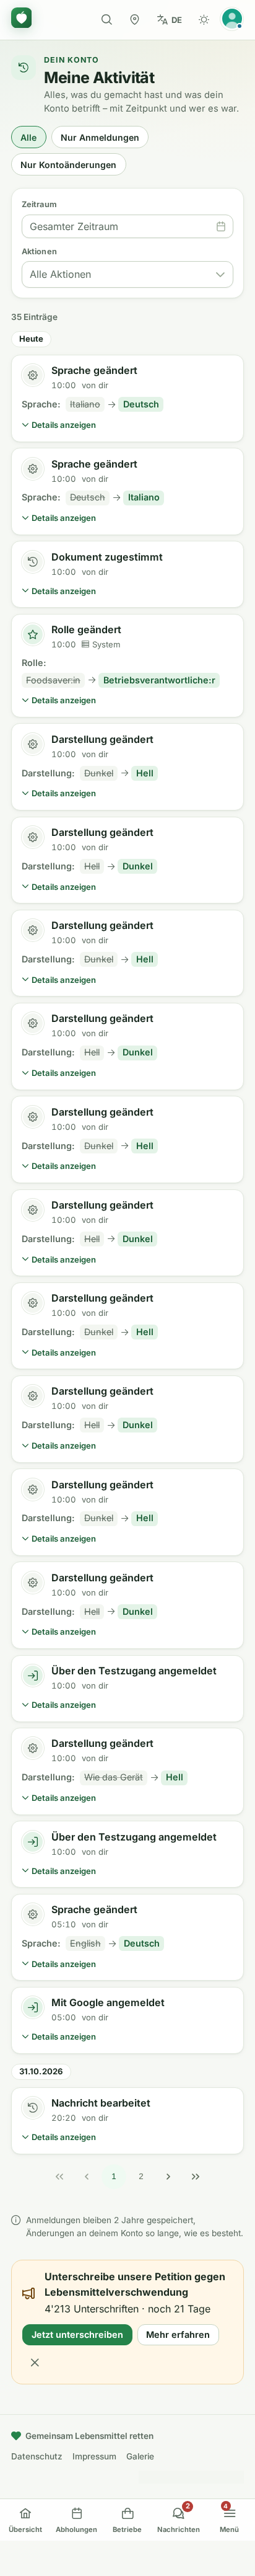 DE
DEIN KONTO
Meine Aktivität
Alles, was du gemacht hast und was dein
Konto betrifft – mit Zeitpunkt und wer es war.
Alle
Nur Anmeldungen
Nur Kontoänderungen
Zeitraum
Gesamter Zeitraum
Aktionen
Alle Aktionen
35 Einträge
Heute
Sprache geändert
10:00 von dir
Sprache: Italiano → Deutsch
Details anzeigen
Sprache geändert
10:00 von dir
Sprache: Deutsch → Italiano
Details anzeigen
Dokument zugestimmt
10:00 von dir
Details anzeigen
Rolle geändert
10:00 System
Rolle:
Foodsaver:in → Betriebsverantwortliche:r
Details anzeigen
Darstellung geändert
10:00 von dir
Darstellung: Dunkel → Hell
Details anzeigen
Darstellung geändert
10:00 von dir
Darstellung: Hell → Dunkel
Details anzeigen
Darstellung geändert
10:00 von dir
Darstellung: Dunkel → Hell
Details anzeigen
Darstellung geändert
10:00 von dir
Darstellung: Hell → Dunkel
Details anzeigen
Darstellung geändert
10:00 von dir
Darstellung: Dunkel → Hell
Details anzeigen
Darstellung geändert
10:00 von dir
Darstellung: Hell → Dunkel
Details anzeigen
Darstellung geändert
10:00 von dir
Darstellung: Dunkel → Hell
Details anzeigen
Darstellung geändert
10:00 von dir
Darstellung: Hell → Dunkel
Details anzeigen
Darstellung geändert
10:00 von dir
Darstellung: Dunkel → Hell
Details anzeigen
Darstellung geändert
10:00 von dir
Darstellung: Hell → Dunkel
Details anzeigen
Über den Testzugang angemeldet
10:00 von dir
Details anzeigen
Darstellung geändert
10:00 von dir
Darstellung: Wie das Gerät → Hell
Details anzeigen
Über den Testzugang angemeldet
10:00 von dir
Details anzeigen
Sprache geändert
05:10 von dir
Sprache: English → Deutsch
Details anzeigen
Mit Google angemeldet
05:00 von dir
Details anzeigen
31.10.2026
Nachricht bearbeitet
20:20 von dir
Details anzeigen
1 2
Anmeldungen bleiben 2 Jahre gespeichert,
Änderungen an deinem Konto so lange, wie es besteht.
Unterschreibe unsere Petition gegen
Lebensmittelverschwendung
4'213 Unterschriften · noch 21 Tage
Jetzt unterschreiben
Mehr erfahren
Gemeinsam Lebensmittel retten
Datenschutz Impressum Galerie
2 4
Übersicht Abholungen Betriebe Nachrichten Menü